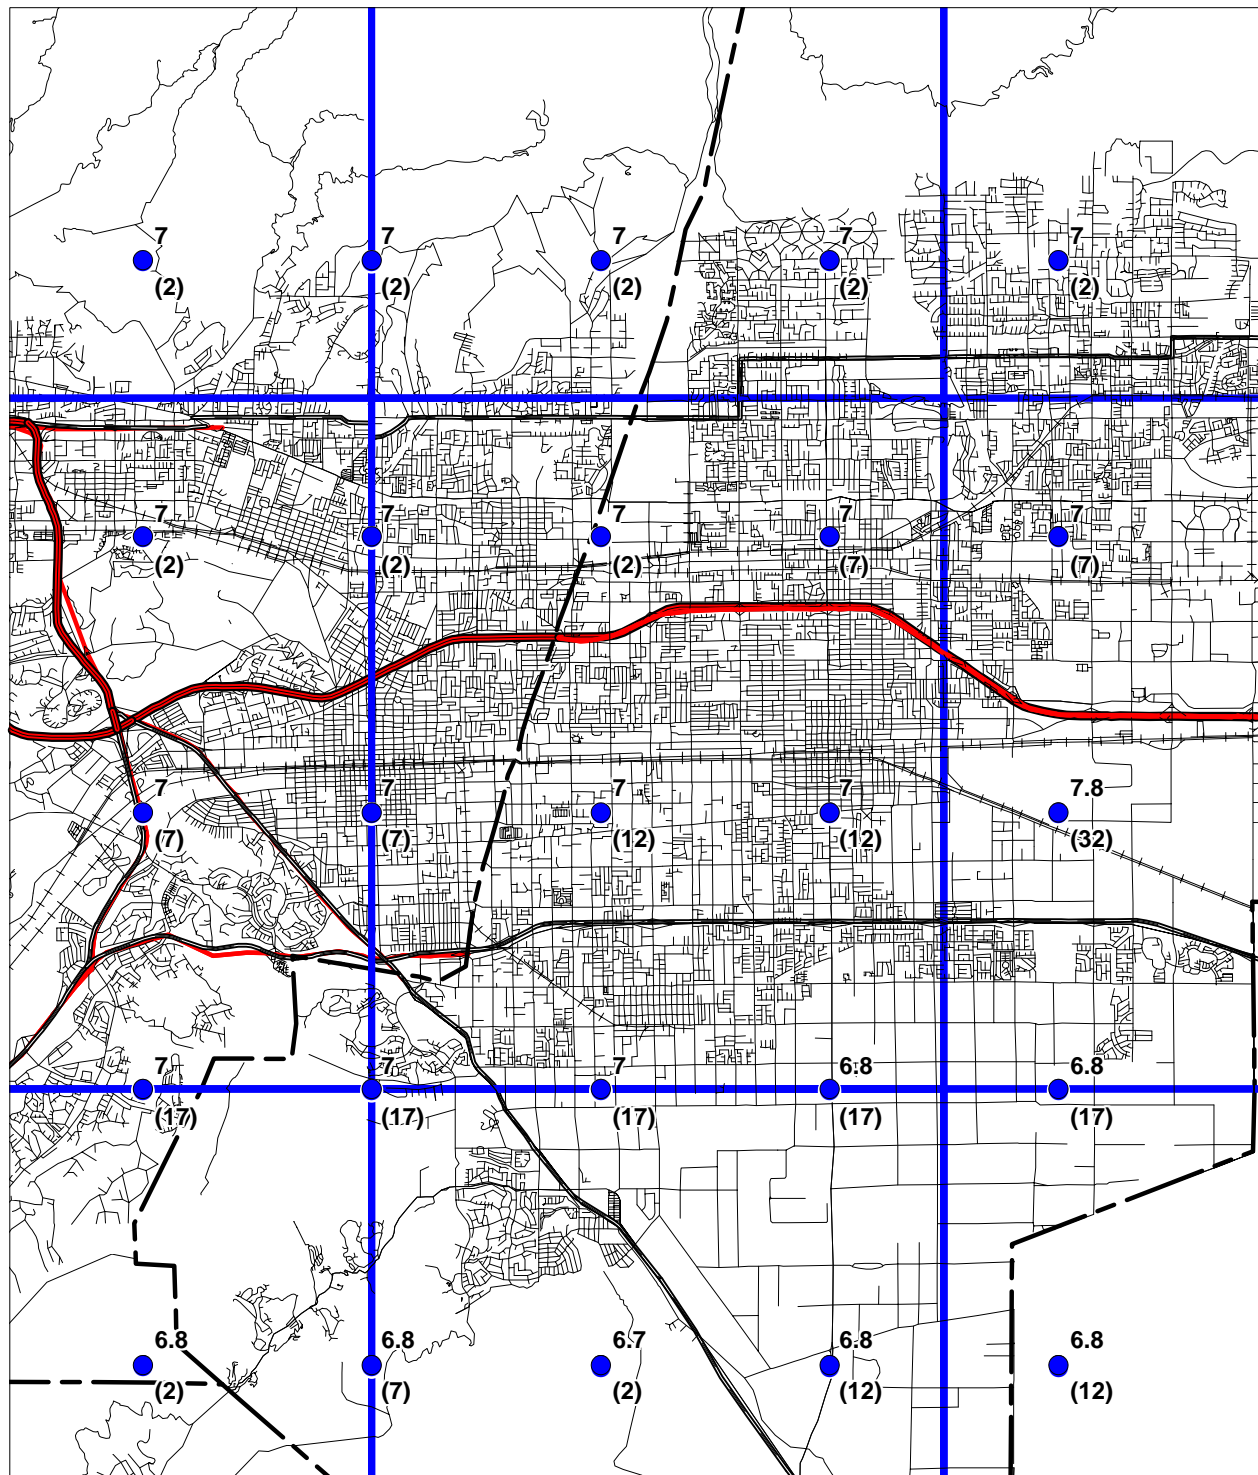 7 7 7 7 7
(2) (2) (2) (2) (2)
7 7 7 7 7
(2) (2) (2) (7) (7)
7 7 7 7 7.8
(7) (7) (12) (12) (32)
7 7 7 6.8 6.8
(17) (17) (17) (17) (17)
6.8 6.8 6.7 6.8 6.8
(2) (7) (2) (12) (12)